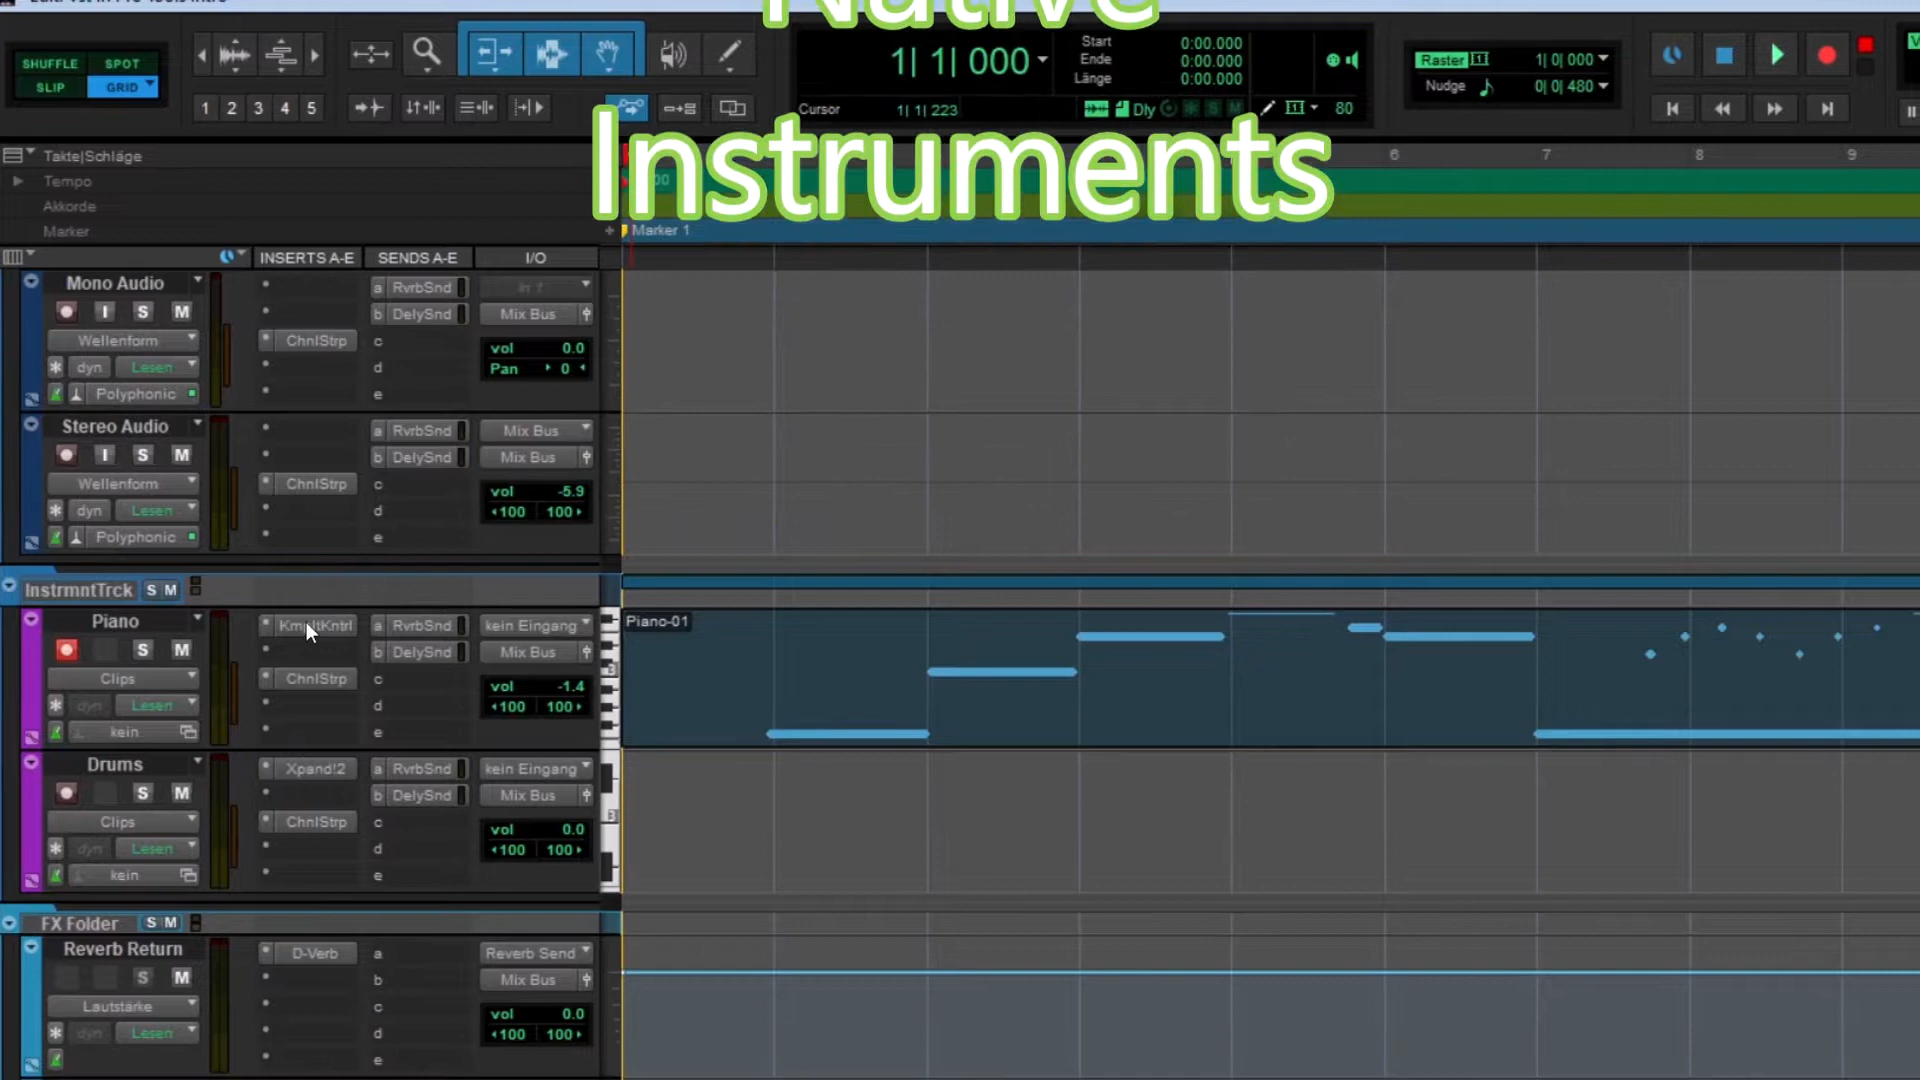 Native
SHUFFLE SPOT
SLIP GRID
1 2 3 4 5
1| 1| 000
Start 0:00.000
Ende 0:00.000
Länge 0:00.000
Cursor 1| 1| 223
Dly S M 80
Raster 1| 0| 000
Nudge 0| 0| 480
Instruments
Takte|Schläge 6 7 8 9
Tempo
Akkorde
Marker
Marker 1
INSERTS A-E SENDS A-E I/O
Mono Audio
a RvrbSnd In 1
I S M b DelySnd Mix Bus
Wellenform ChnlStrp c vol 0.0
dyn Lesen d Pan 0
Polyphonic e
Stereo Audio a RvrbSnd Mix Bus
I S M b DelySnd Mix Bus
Wellenform ChnlStrp c vol -5.9
dyn Lesen d 100 100
Polyphonic e
InstrmntTrck S M
Piano a RvrbSnd kein Eingang Piano-01
S M b DelySnd Mix Bus
Clips ChnlStrp c vol -1.4
dyn Lesen d 100 100
kein e
Drums Xpand!2 a RvrbSnd kein Eingang
S M b DelySnd Mix Bus
Clips ChnlStrp c vol 0.0
dyn Lesen d 100 100
kein e
FX Folder S M
Reverb Return D-Verb a Reverb Send
S M b Mix Bus
Lautstärke c vol 0.0
dyn Lesen d 100 100
e